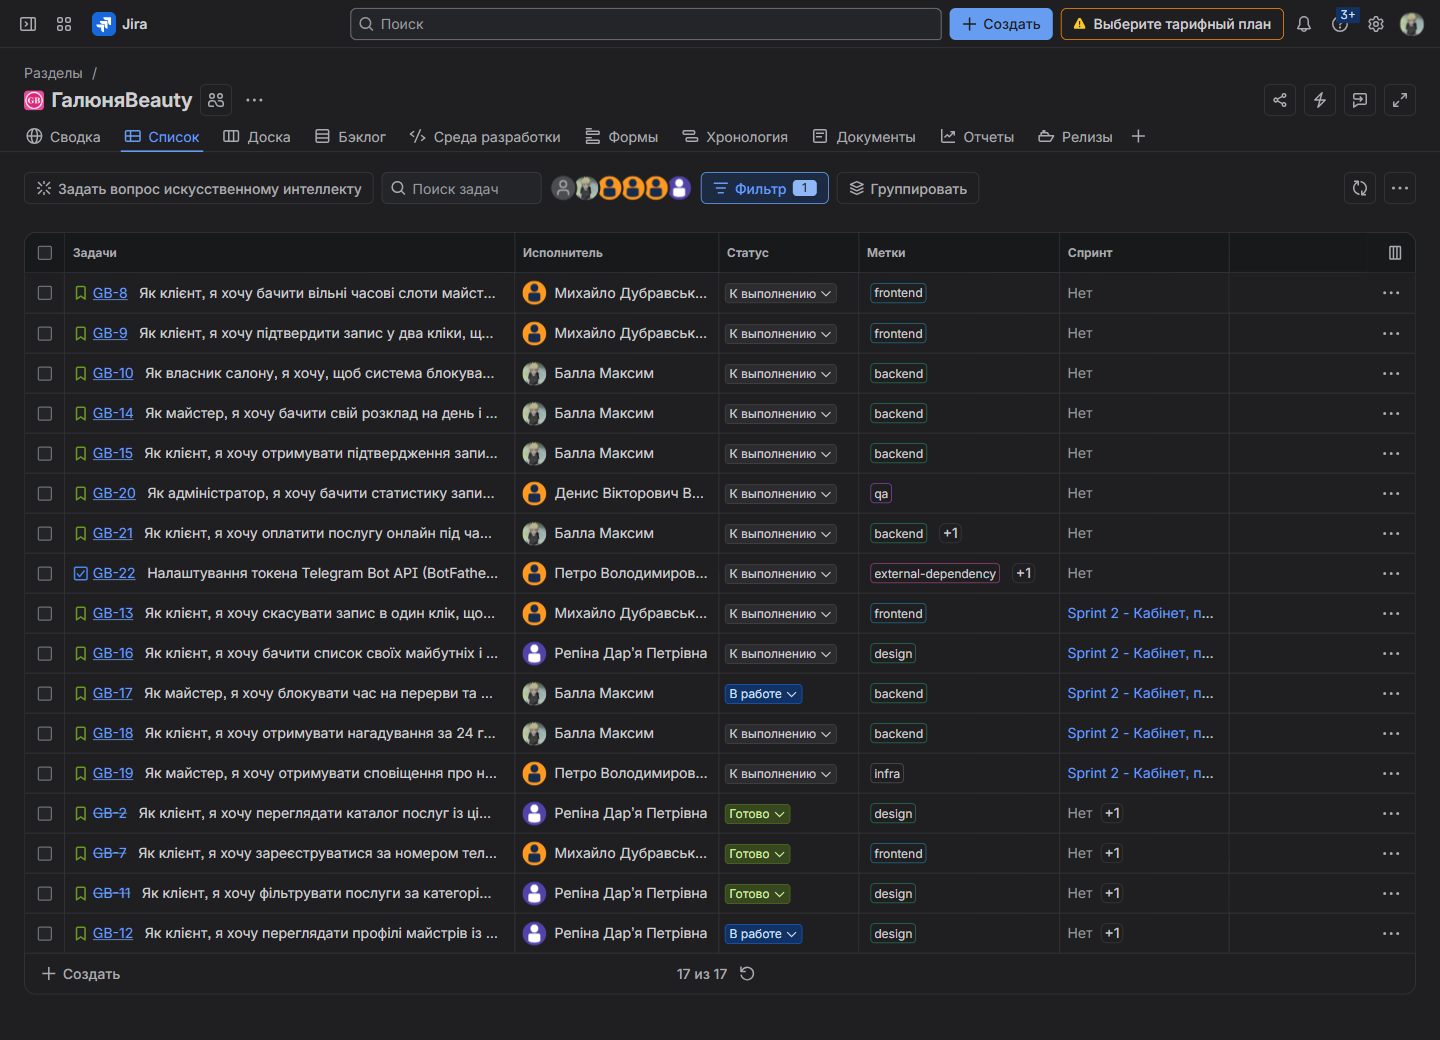 Jira
Поиск
Создать
Выберите тарифный план
3+
Разделы /
GB ГалюняBeauty
Сводка
Список
Доска
Бэклог
Среда разработки
Формы
Хронология
Документы
Отчеты
Релизы
Задать вопрос искусственному интеллекту
Поиск задач
Фильтр 1
Группировать
Задачи Исполнитель Статус Метки Спринт
GB-8 Як клієнт, я хочу бачити вільні часові слоти майст... Михайло Дубравськ... К выполнению frontend Нет
GB-9 Як клієнт, я хочу підтвердити запис у два кліки, щ... Михайло Дубравськ... К выполнению frontend Нет
GB-10 Як власник салону, я хочу, щоб система блокува... Балла Максим К выполнению backend Нет
GB-14 Як майстер, я хочу бачити свій розклад на день і ... Балла Максим К выполнению backend Нет
GB-15 Як клієнт, я хочу отримувати підтвердження запи... Балла Максим К выполнению backend Нет
GB-20 Як адміністратор, я хочу бачити статистику запи... Денис Вікторович В... К выполнению qa Нет
GB-21 Як клієнт, я хочу оплатити послугу онлайн під ча... Балла Максим К выполнению backend +1 Нет
GB-22 Налаштування токена Telegram Bot API (BotFathe... Петро Володимиров... К выполнению external-dependency +1 Нет
GB-13 Як клієнт, я хочу скасувати запис в один клік, що... Михайло Дубравськ... К выполнению frontend Sprint 2 - Кабінет, п...
GB-16 Як клієнт, я хочу бачити список своїх майбутніх і ... Репіна Дар'я Петрівна К выполнению design Sprint 2 - Кабінет, п...
GB-17 Як майстер, я хочу блокувати час на перерви та ... Балла Максим В работе backend Sprint 2 - Кабінет, п...
GB-18 Як клієнт, я хочу отримувати нагадування за 24 г... Балла Максим К выполнению backend Sprint 2 - Кабінет, п...
GB-19 Як майстер, я хочу отримувати сповіщення про н... Петро Володимиров... К выполнению infra Sprint 2 - Кабінет, п...
GB-2 Як клієнт, я хочу переглядати каталог послуг із ці... Репіна Дар'я Петрівна Готово design Нет +1
GB-7 Як клієнт, я хочу зареєструватися за номером тел... Михайло Дубравськ... Готово frontend Нет +1
GB-11 Як клієнт, я хочу фільтрувати послуги за категорі... Репіна Дар'я Петрівна Готово design Нет +1
GB-12 Як клієнт, я хочу переглядати профілі майстрів із ... Репіна Дар'я Петрівна В работе design Нет +1
Создать
17 из 17